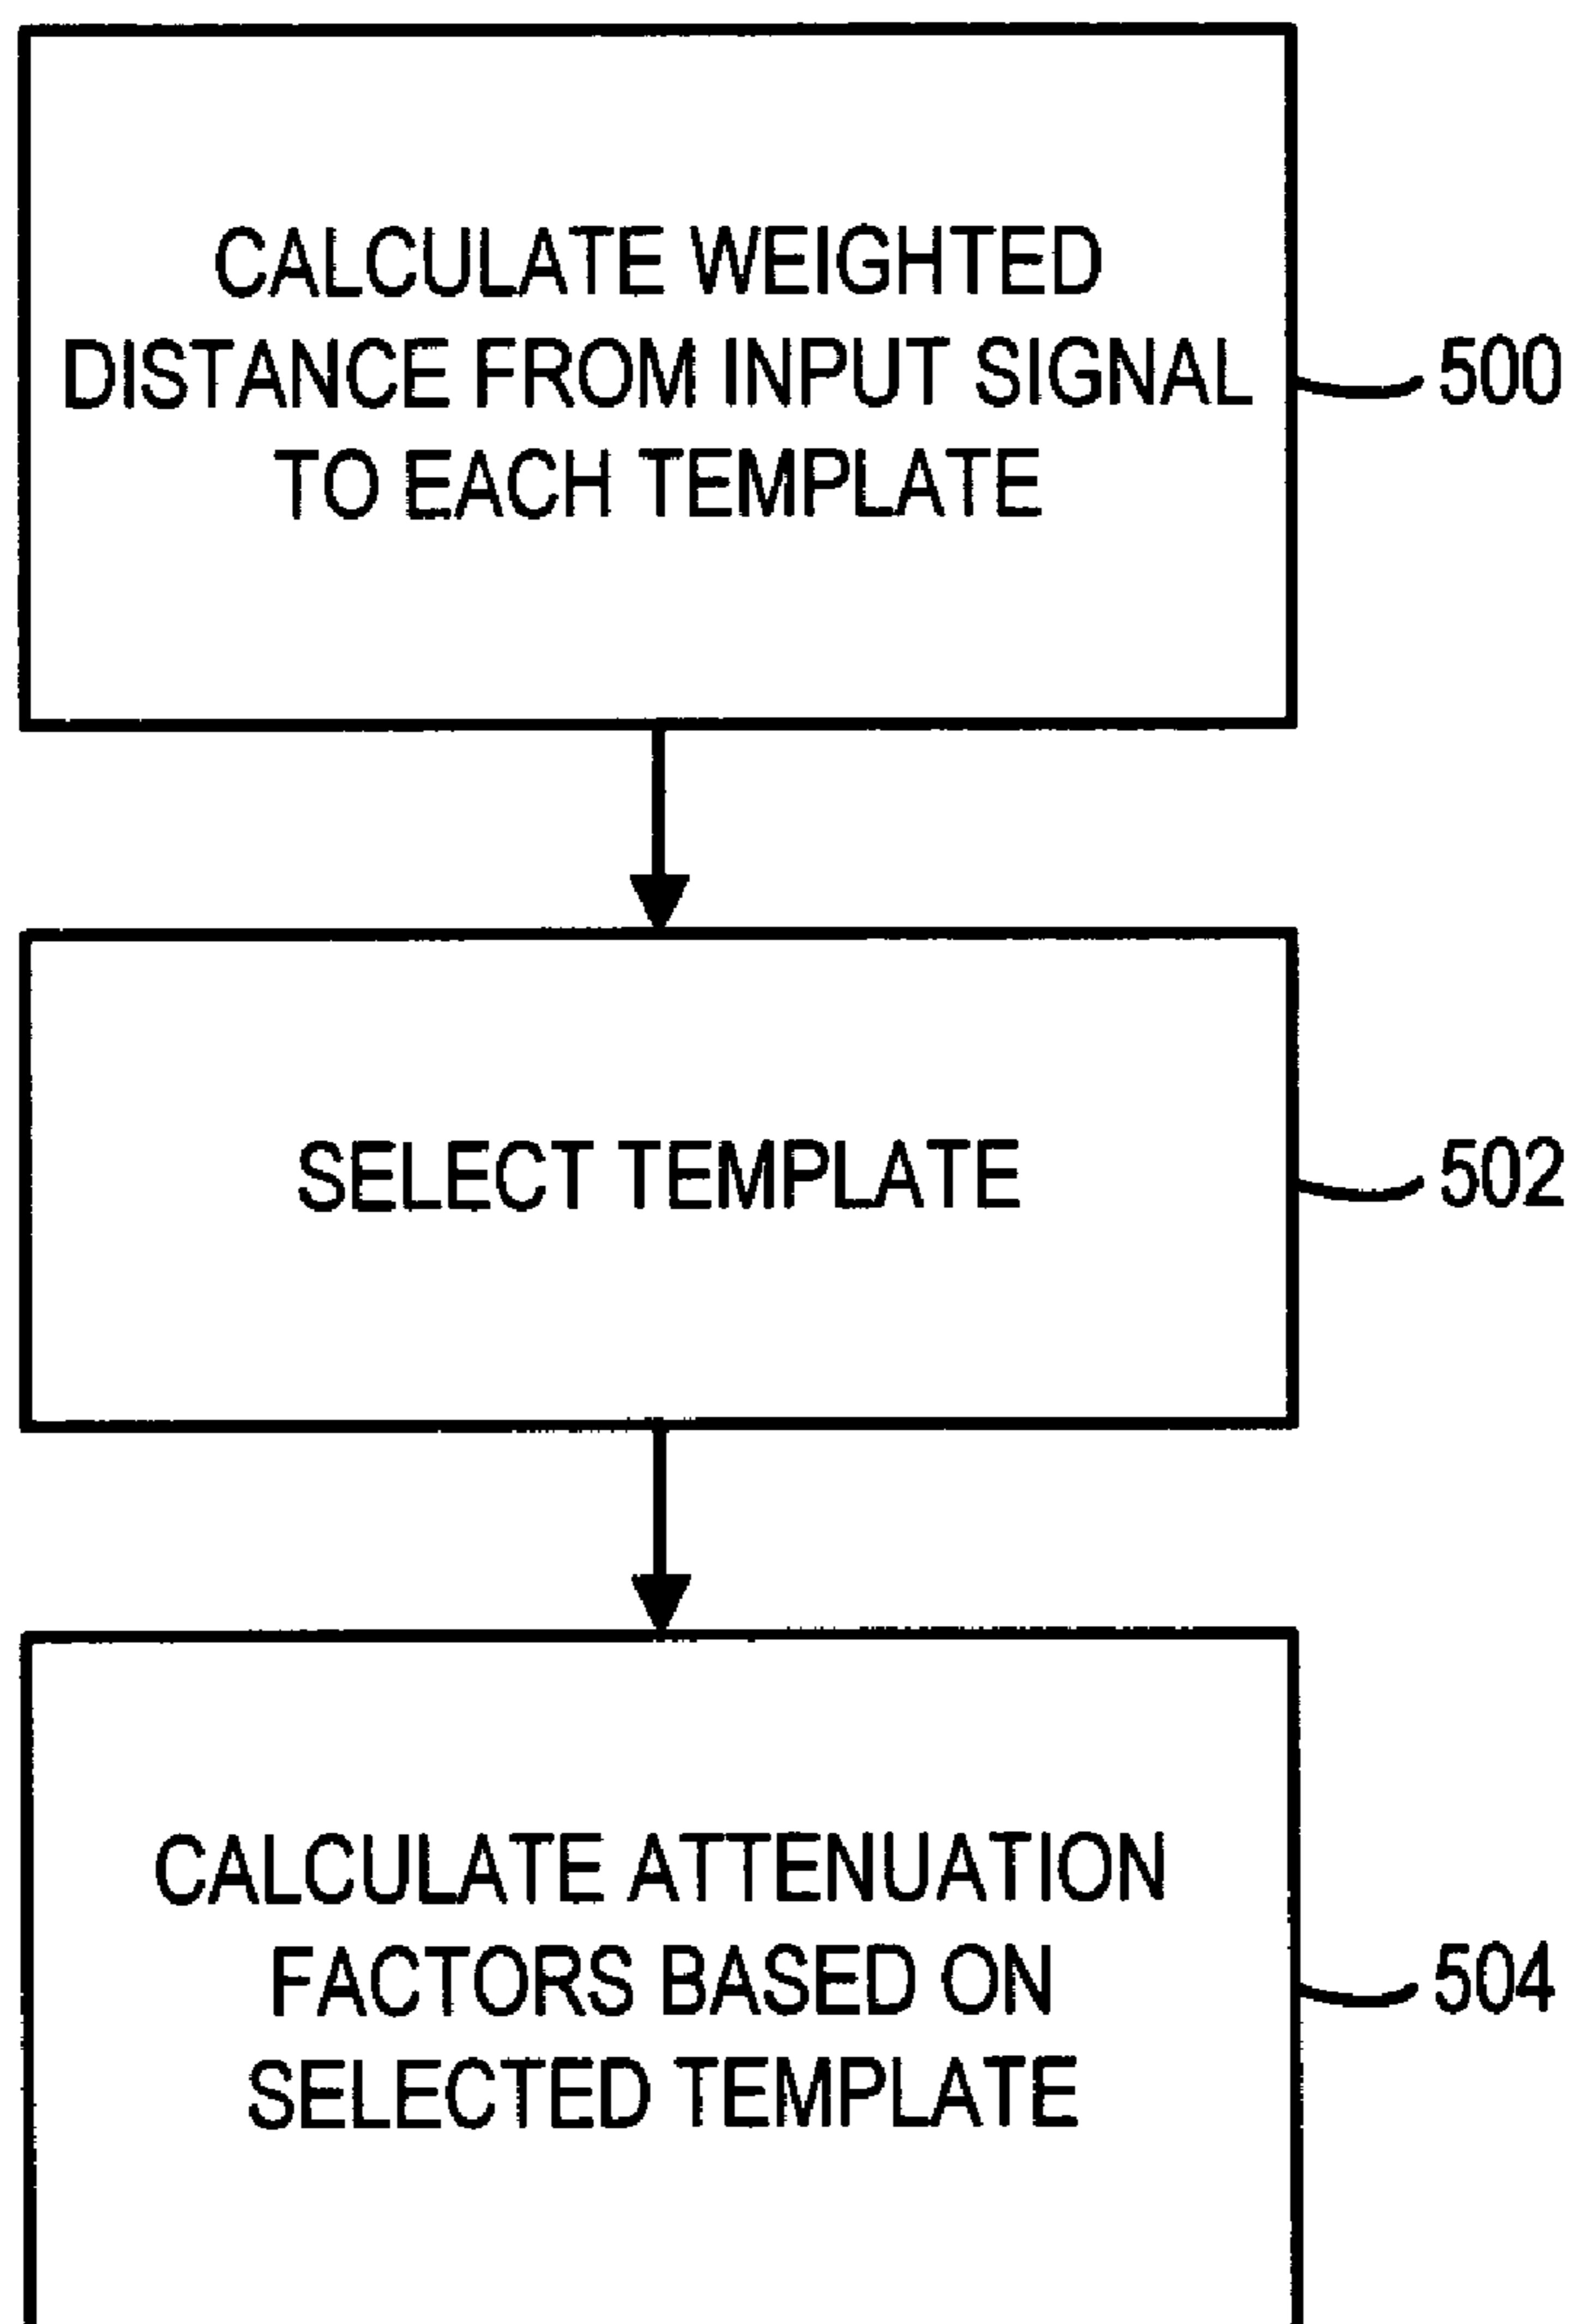 CALCULATE WEIGHTED
DISTANCE FROM INPUT SIGNAL
TO EACH TEMPLATE
500
SELECT TEMPLATE
502
CALCULATE ATTENUATION
FACTORS BASED ON
SELECTED TEMPLATE
504